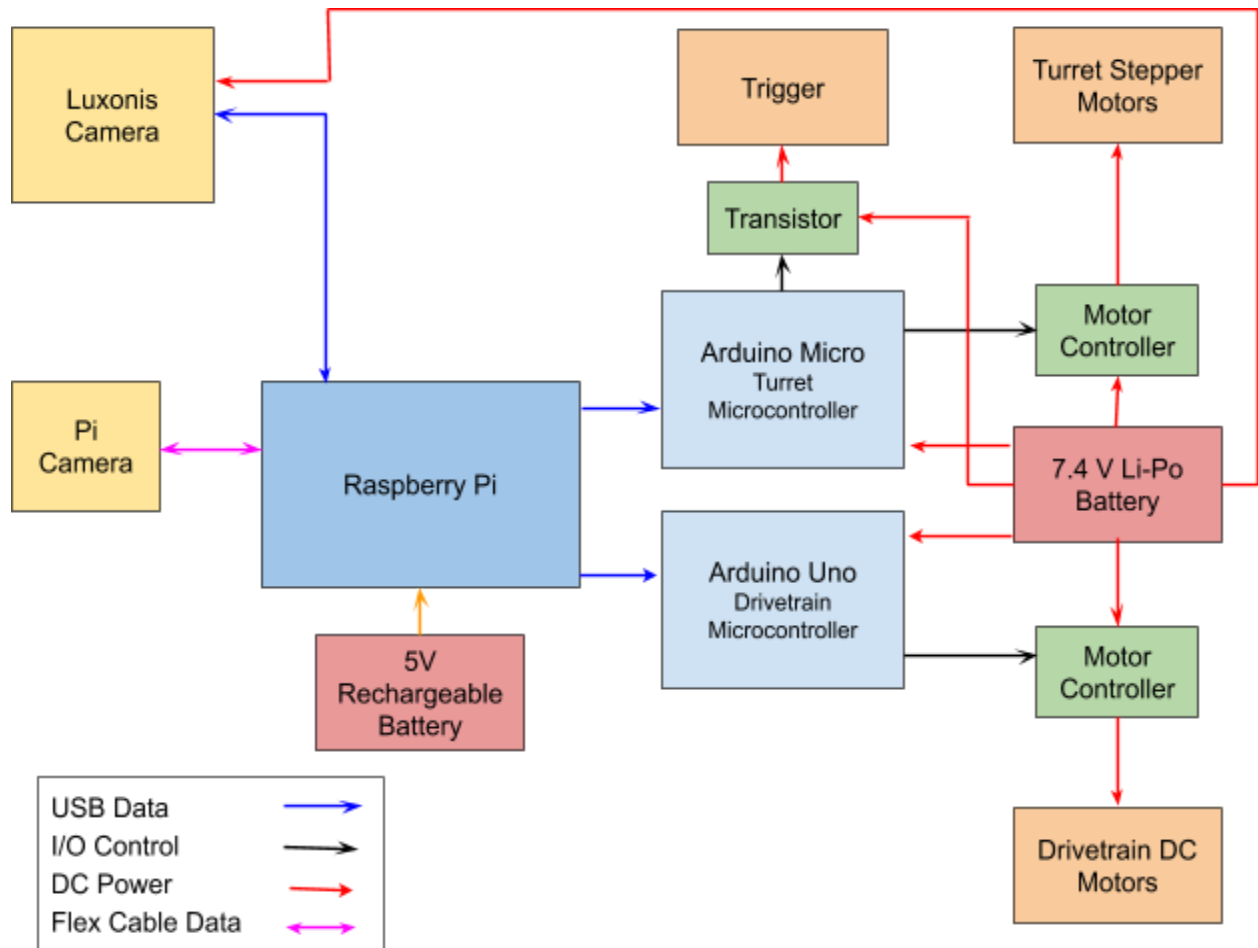 Luxonis
Camera
Trigger
Turret Stepper
Motors
Transistor
Arduino Micro
Turret
Microcontroller
Motor
Controller
Pi
Camera
Raspberry Pi
7.4 V Li-Po
Battery
Arduino Uno
Drivetrain
Microcontroller
5V
Rechargeable
Battery
Motor
Controller
Drivetrain DC
Motors
USB Data
I/O Control
DC Power
Flex Cable Data